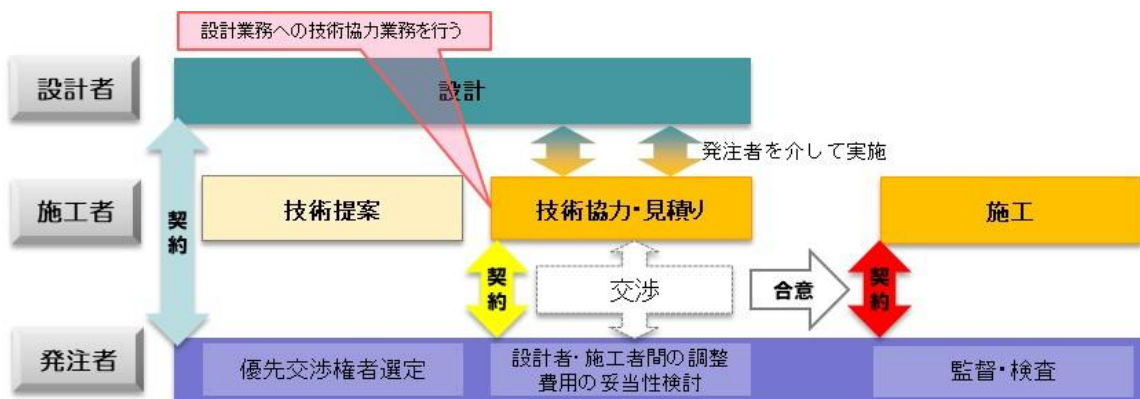 設計業務への技術協力業務を行う
設計者
設計
発注者を介して実施
施工者
技術提案
技術協力・見積り
施工
契約
契約
交渉
合意
契約
発注者
優先交渉権者選定
設計者・施工者間の調整
費用の妥当性検討
監督・検査